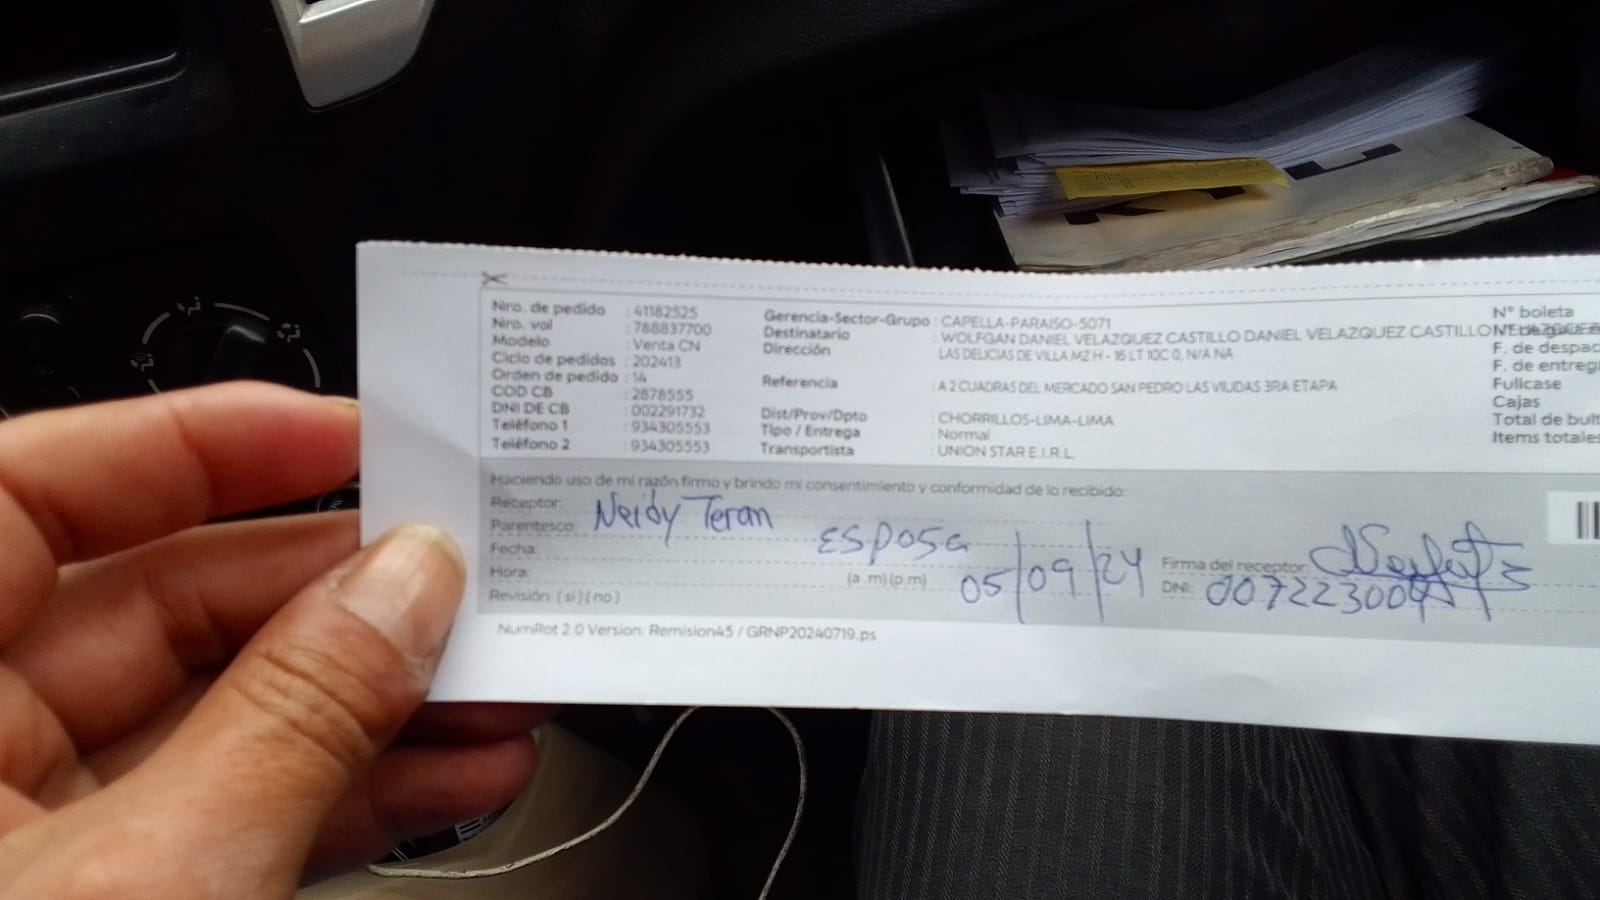 Nro. de pedido : 41182525
Nro. vol : 788837700
Modelo : Venta CN
Ciclo de pedidos : 202413
Orden de pedido : 14
COD CB : 2878555
DNI DE CB : 002291732
Teléfono 1 : 934305553
Teléfono 2 : 934305553
Gerencia-Sector-Grupo : CAPELLA-PARAISO-5071
Destinatario : WOLFGAN DANIEL VELAZQUEZ CASTILLO DANIEL VELAZQUEZ CASTILLO
Dirección LAS DELICIAS DE VILLA MZ H - 16 LT 10C 0, N/A NA
Referencia : A 2 CUADRAS DEL MERCADO SAN PEDRO LAS VIUDAS 3RA ETAPA
Dist/Prov/Dpto : CHORRILLOS-LIMA-LIMA
Tipo / Entrega : Normal
Transportista : UNION STAR E.I.R.L.
N° boleta
F. de despac
F. de entreg
Fullcase
Cajas
Total de bult
Items totales
Haciendo uso de mi razón firmo y brindo mi consentimiento y conformidad de lo recibido:
Receptor: Neidy Teran
Parentesco: Esposa
Fecha: 05/09/24
Hora: (a .m) (p.m)
Revisión: ( si ) ( no )
Firma del receptor:
DNI:
NumRot 2.0 Version: Remision45 / GRNP20240719.ps